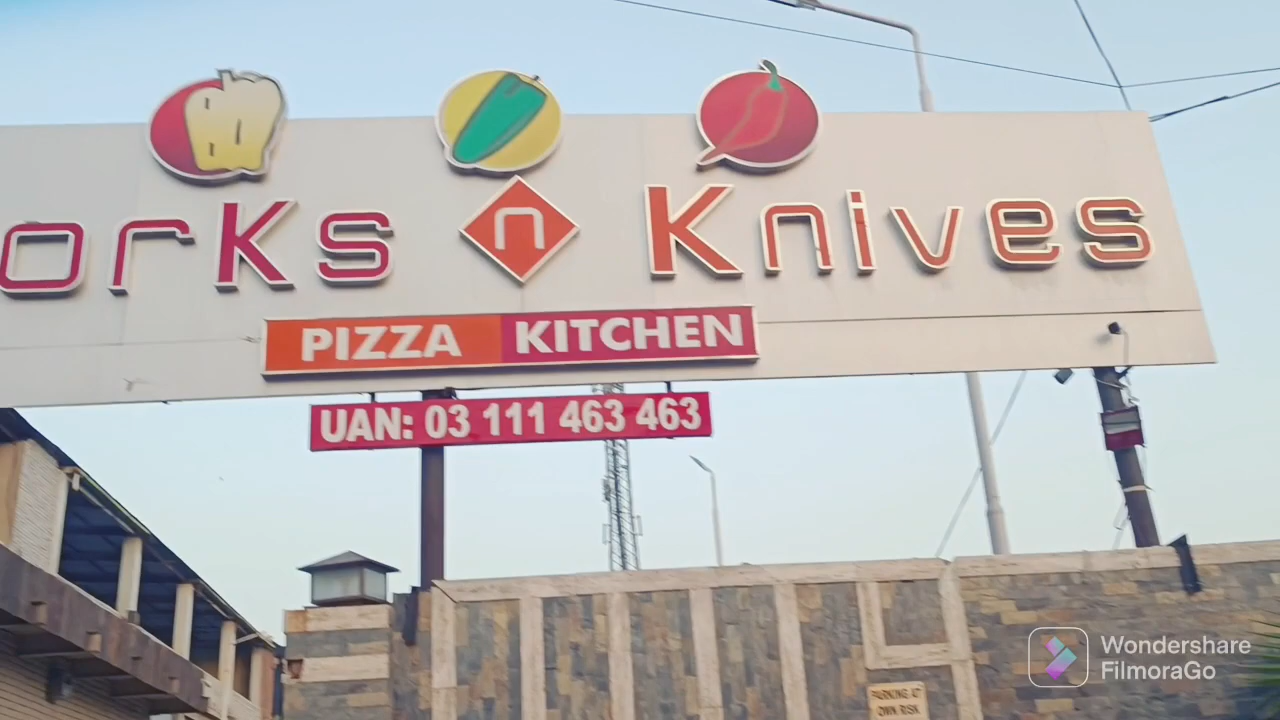 orks n Knives
PIZZA KITCHEN
UAN: 03 111 463 463
PARKING AT
OWN RISK
Wondershare
FilmoraGo